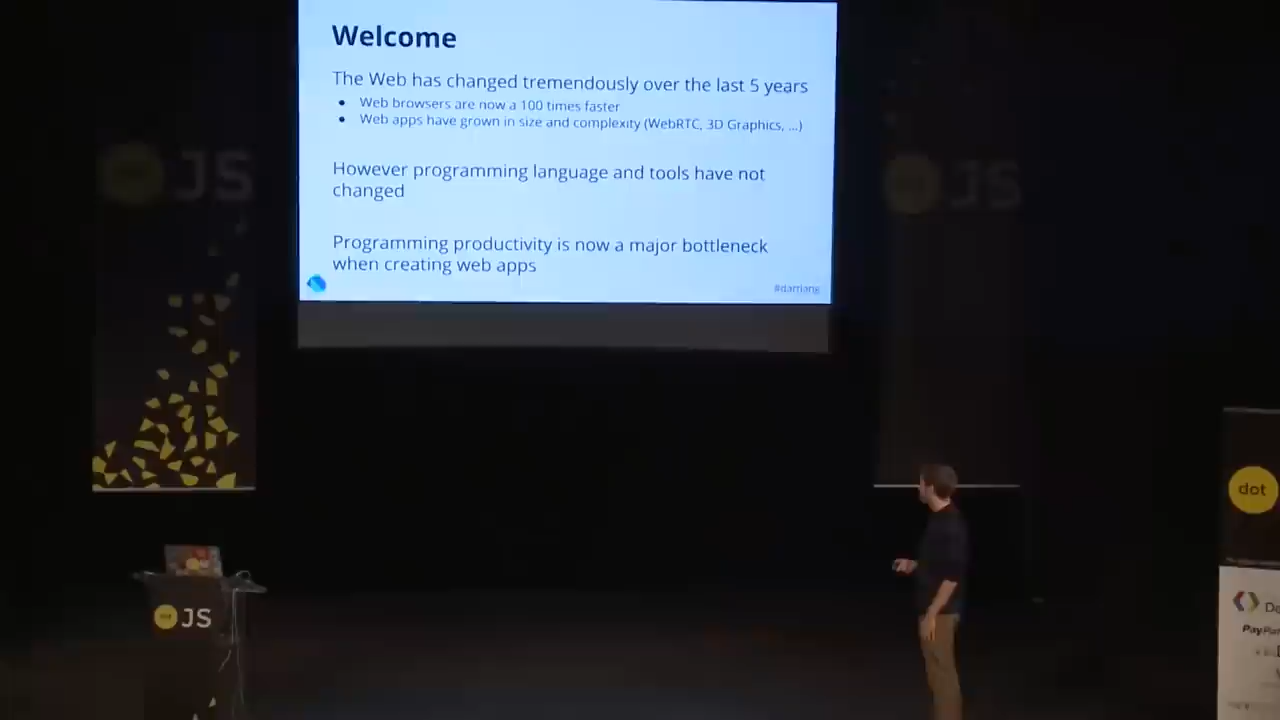 Welcome
The Web has changed tremendously over the last 5 years
• Web browsers are now a 100 times faster
• Web apps have grown in size and complexity (WebRTC, 3D Graphics, ...)
However programming language and tools have not
changed
Programming productivity is now a major bottleneck
when creating web apps
#dartlang
JS
JS
dot
JS
PayPal